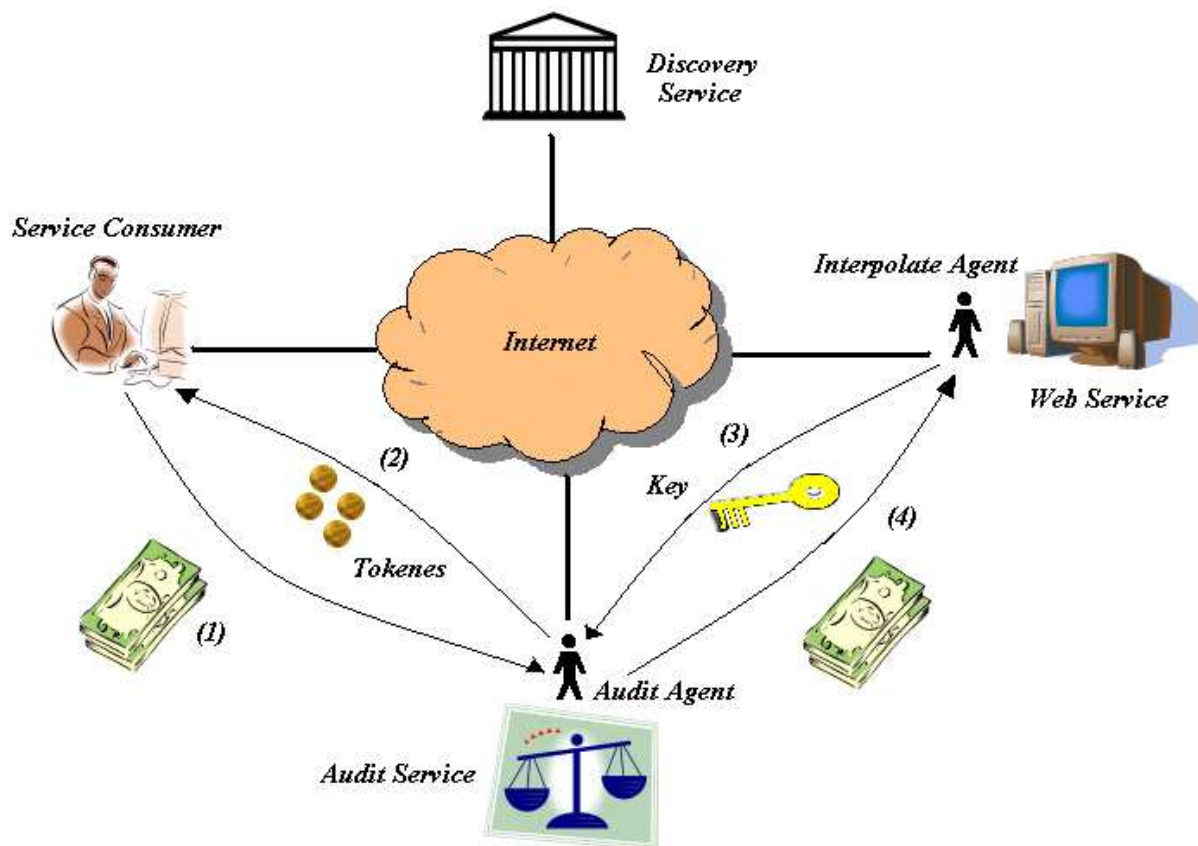 Discovery
Service
Service Consumer
Interpolate Agent
Internet
Web Service
(2)
(3)
Key
(4)
Tokenes
(1)
Audit Agent
Audit Service